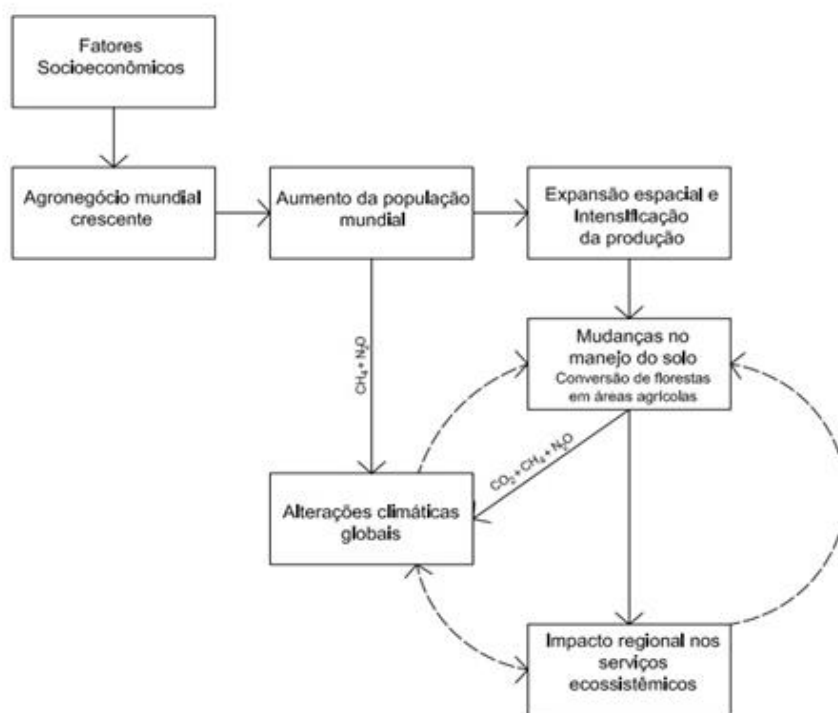 Fatores
Socioeconômicos
Agronegócio mundial
crescente
Aumento da população
mundial
Expansão espacial e
Intensificação
da produção
Mudanças no
manejo do solo
Conversão de florestas
em áreas agrícolas
CH₄+N₂O
CO₂+CH₄+N₂O
Alterações climáticas
globais
Impacto regional nos
serviços
ecossistêmicos